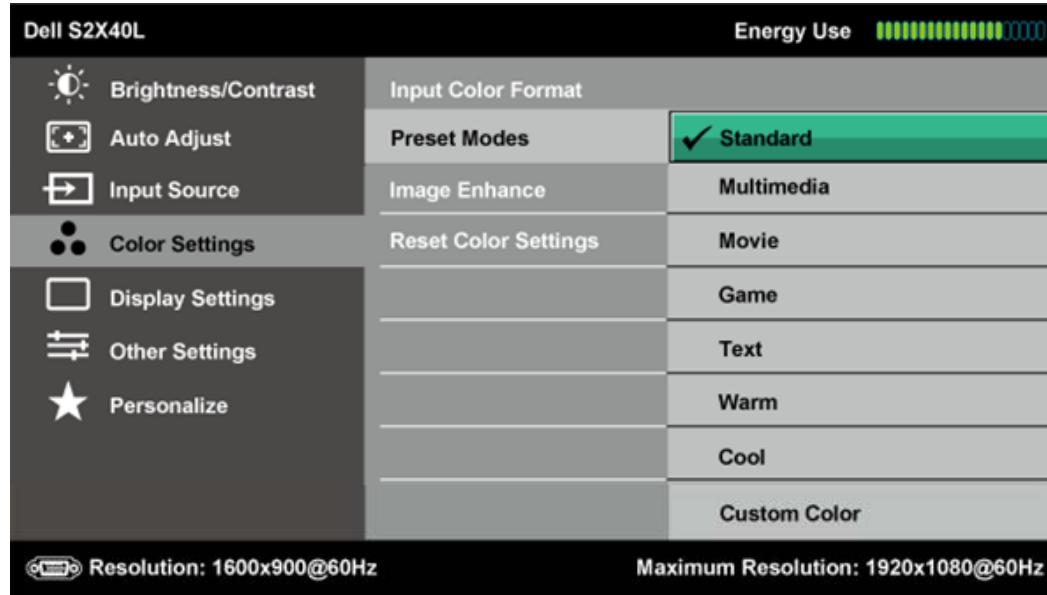 Dell S2X40L
Energy Use
Brightness/Contrast
Auto Adjust
Input Source
Color Settings
Display Settings
Other Settings
Personalize
Input Color Format
Preset Modes
Image Enhance
Reset Color Settings
Standard
Multimedia
Movie
Game
Text
Warm
Cool
Custom Color
Resolution: 1600x900@60Hz
Maximum Resolution: 1920x1080@60Hz